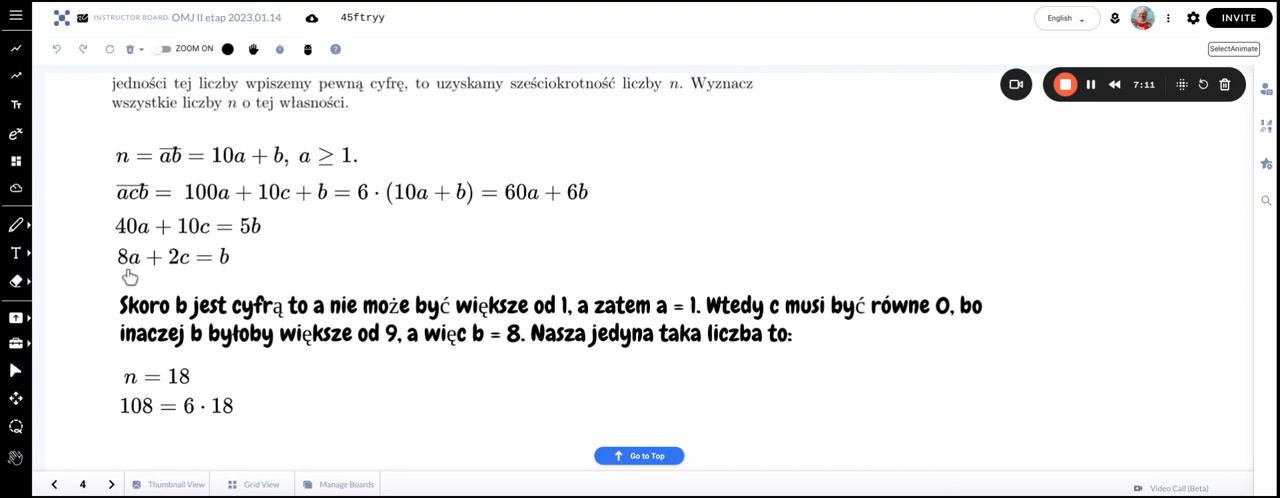 INSTRUCTOR BOARD: OMJ II etap 2023.01.14
45ftryy
English
INVITE
ZOOM ON
SelectAnimate
jedności tej liczby wpiszemy pewną cyfrę, to uzyskamy sześciokrotność liczby n. Wyznacz
wszystkie liczby n o tej własności.
7:11
n = \overline{ab} = 10a + b, a ≥ 1.
\overline{acb} = 100a + 10c + b = 6 · (10a + b) = 60a + 6b
40a + 10c = 5b
8a + 2c = b
Skoro b jest cyfrą to a nie może być większe od 1, a zatem a = 1. Wtedy c musi być równe 0, bo
inaczej b byłoby większe od 9, a więc b = 8. Nasza jedyna taka liczba to:
n = 18
108 = 6 · 18
Go to Top
4
Thumbnail View
Grid View
Manage Boards
Video Call (Beta)